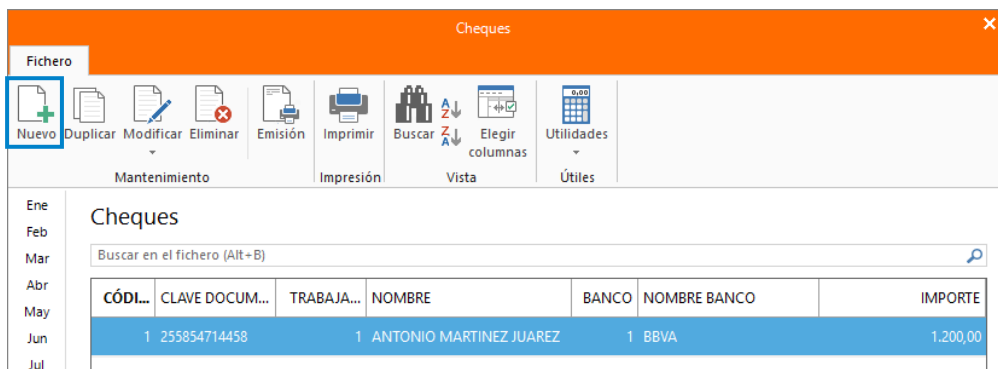 Cheques
Fichero
Nuevo Duplicar Modificar Eliminar Emisión Imprimir Buscar A Z Z A Elegir columnas 0,00 Utilidades
Mantenimiento Impresión Vista Útiles
Ene
Feb
Mar
Abr
May
Jun
Jul
Cheques
Buscar en el fichero (Alt+B)
CÓDI... CLAVE DOCUM... TRABAJA... NOMBRE BANCO NOMBRE BANCO IMPORTE
1 255854714458 1 ANTONIO MARTINEZ JUAREZ 1 BBVA 1.200,00